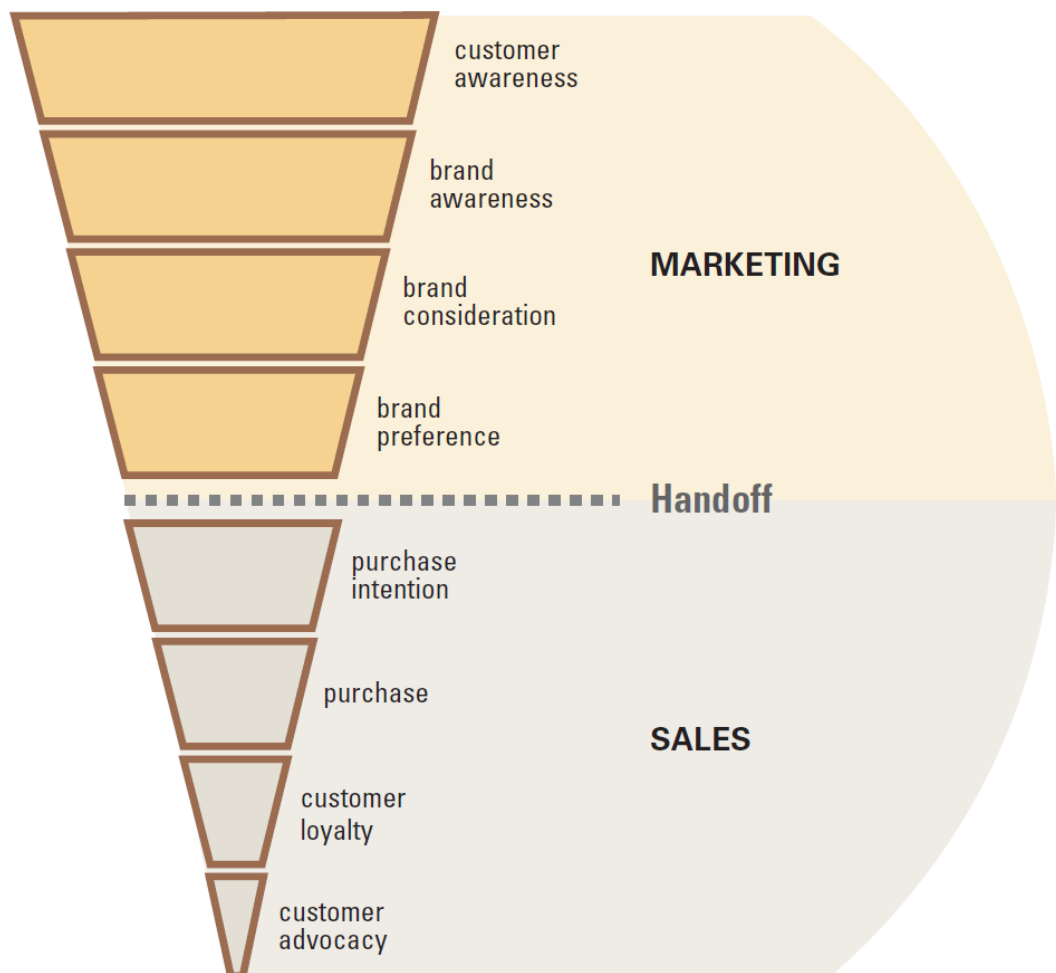 customer
awareness
brand
awareness
brand
consideration
MARKETING
brand
preference
Handoff
purchase
intention
purchase
SALES
customer
loyalty
customer
advocacy